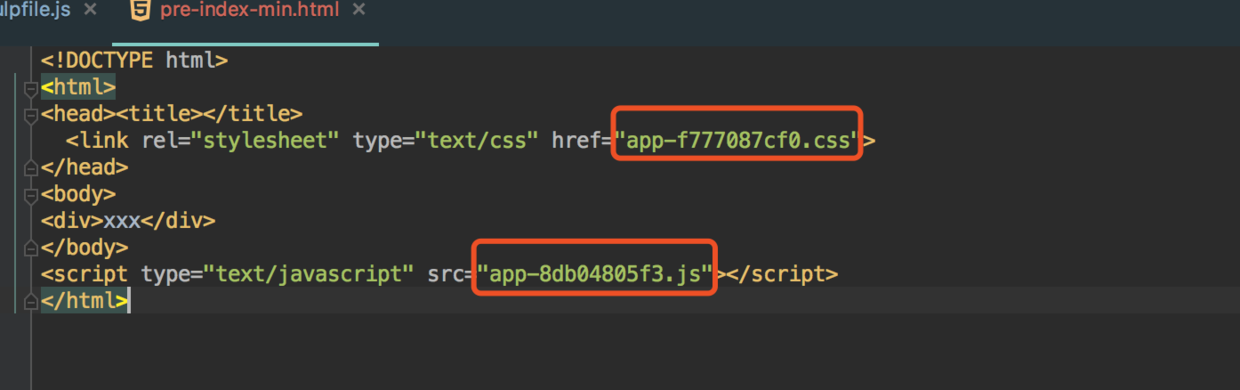 ulpfile.js × 5 pre-index-min.html ×
<!DOCTYPE html>
<html>
<head><title></title>
  <link rel="stylesheet" type="text/css" href="app-f777087cf0.css">
</head>
<body>
<div>xxx</div>
</body>
<script type="text/javascript" src="app-8db04805f3.js"></script>
</html>